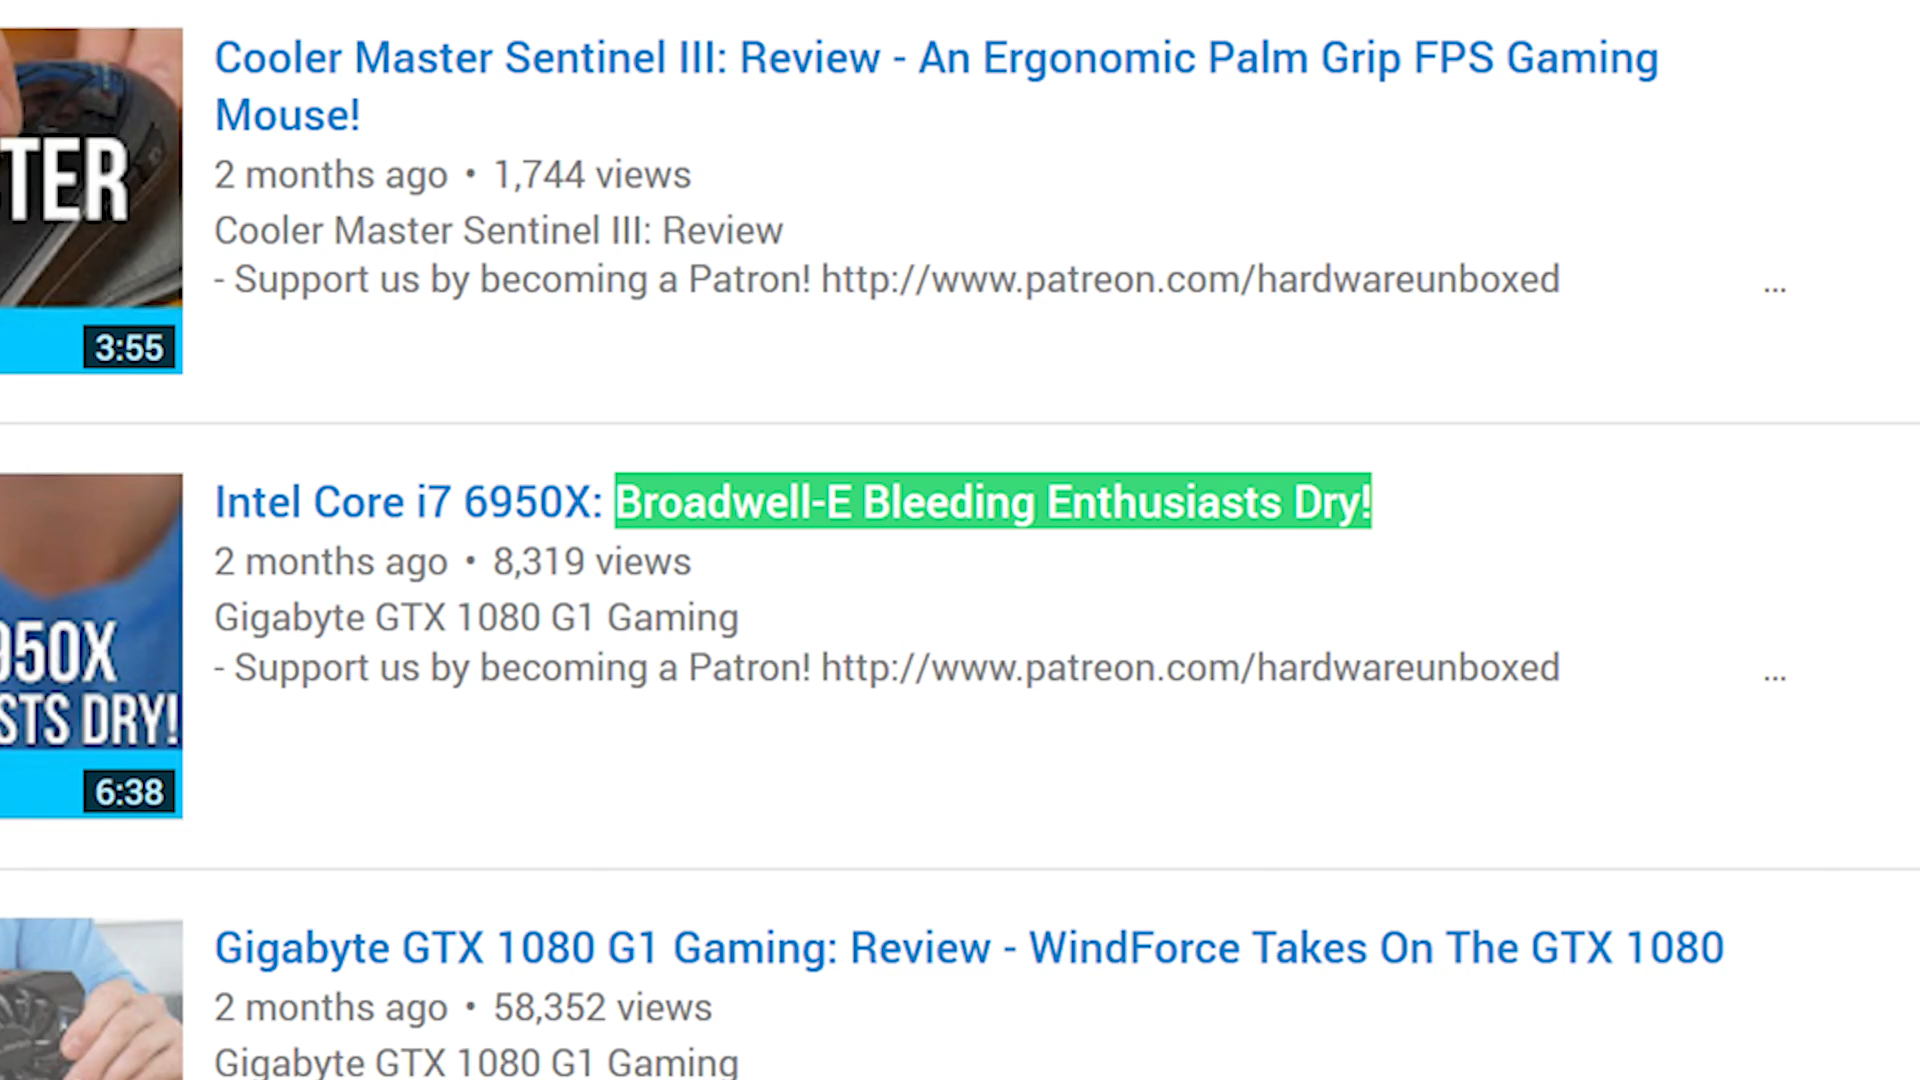 Cooler Master Sentinel III: Review - An Ergonomic Palm Grip FPS Gaming
Mouse!
2 months ago • 1,744 views
Cooler Master Sentinel III: Review
- Support us by becoming a Patron! http://www.patreon.com/hardwareunboxed ...
TER
3:55
Intel Core i7 6950X: Broadwell-E Bleeding Enthusiasts Dry!
2 months ago • 8,319 views
Gigabyte GTX 1080 G1 Gaming
- Support us by becoming a Patron! http://www.patreon.com/hardwareunboxed ...
950X
STS DRY!
6:38
Gigabyte GTX 1080 G1 Gaming: Review - WindForce Takes On The GTX 1080
2 months ago • 58,352 views
Gigabyte GTX 1080 G1 Gaming